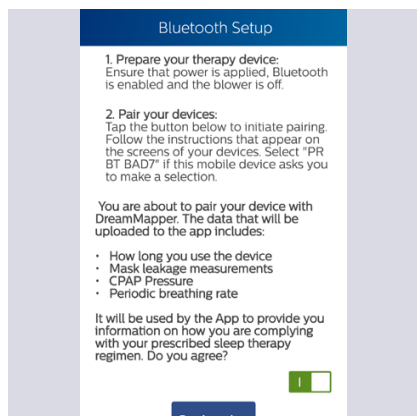 Bluetooth Setup
1. Prepare your therapy device:
Ensure that power is applied, Bluetooth
is enabled and the blower is off.
2. Pair your devices:
Tap the button below to initiate pairing.
Follow the instructions that appear on
the screens of your devices. Select "PR
BT BAD7" if this mobile device asks you
to make a selection.
You are about to pair your device with
DreamMapper. The data that will be
uploaded to the app includes:
· How long you use the device
· Mask leakage measurements
· CPAP Pressure
· Periodic breathing rate
It will be used by the App to provide you
information on how you are complying
with your prescribed sleep therapy
regimen. Do you agree?